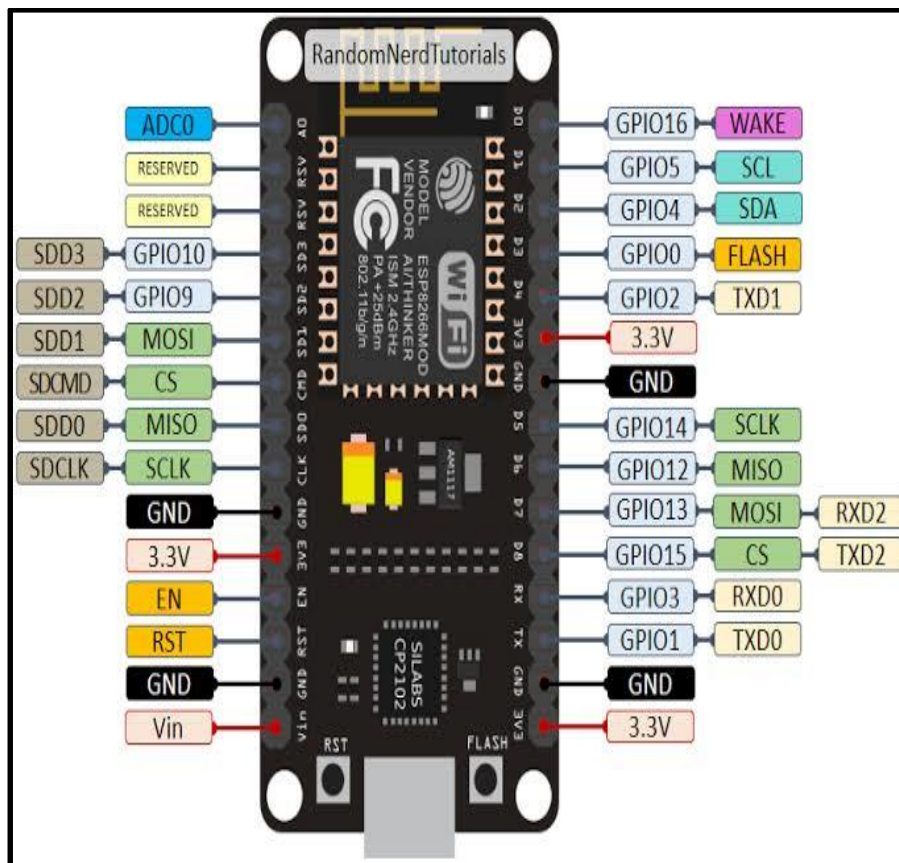 RandomNerdTutorials
ADC0 A0 D0 GPIO16 WAKE
RESERVED RSV D1 GPIO5 SCL
RESERVED RSV D2 GPIO4 SDA
SDD3 GPIO10 SD3 D3 GPIO0 FLASH
SDD2 GPIO9 SD2 D4 GPIO2 TXD1
SDD1 MOSI SD1 3V3 3.3V
SDCMD CS CMD GND GND
SDD0 MISO SD0 D5 GPIO14 SCLK
SDCLK SCLK CLK D6 GPIO12 MISO
GND GND D7 GPIO13 MOSI RXD2
3.3V 3V3 D8 GPIO15 CS TXD2
EN EN RX GPIO3 RXD0
RST RST TX GPIO1 TXD0
GND GND GND GND
Vin Vin 3V3 3.3V
MODEL ESP8266MOD
VENDOR AI/THINKER
ISM 2.4GHz
PA +25dBm
802.11b/g/n
FC
WiFi
AM1117
SILABS
CP2102
RST
FLASH